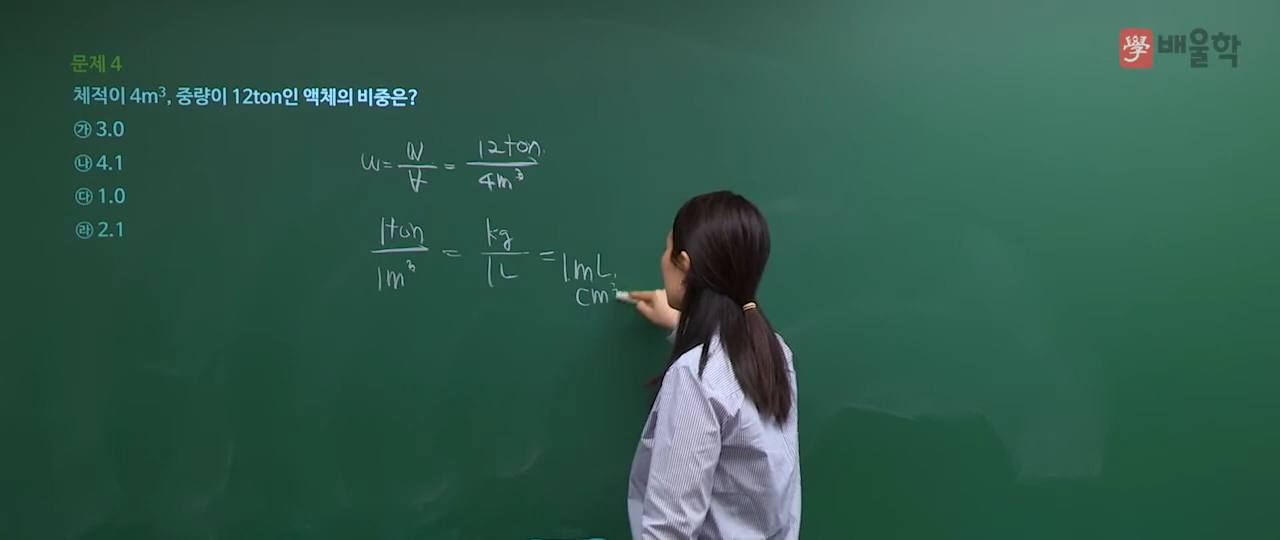 學 배울학
문제 4
체적이 4m³, 중량이 12ton인 액체의 비중은?
㉮ 3.0
㉯ 4.1
㉰ 1.0
㉱ 2.1
w = W/V = 12ton/4m³
1ton/1m³ = kg/1L = 1mL
cm³